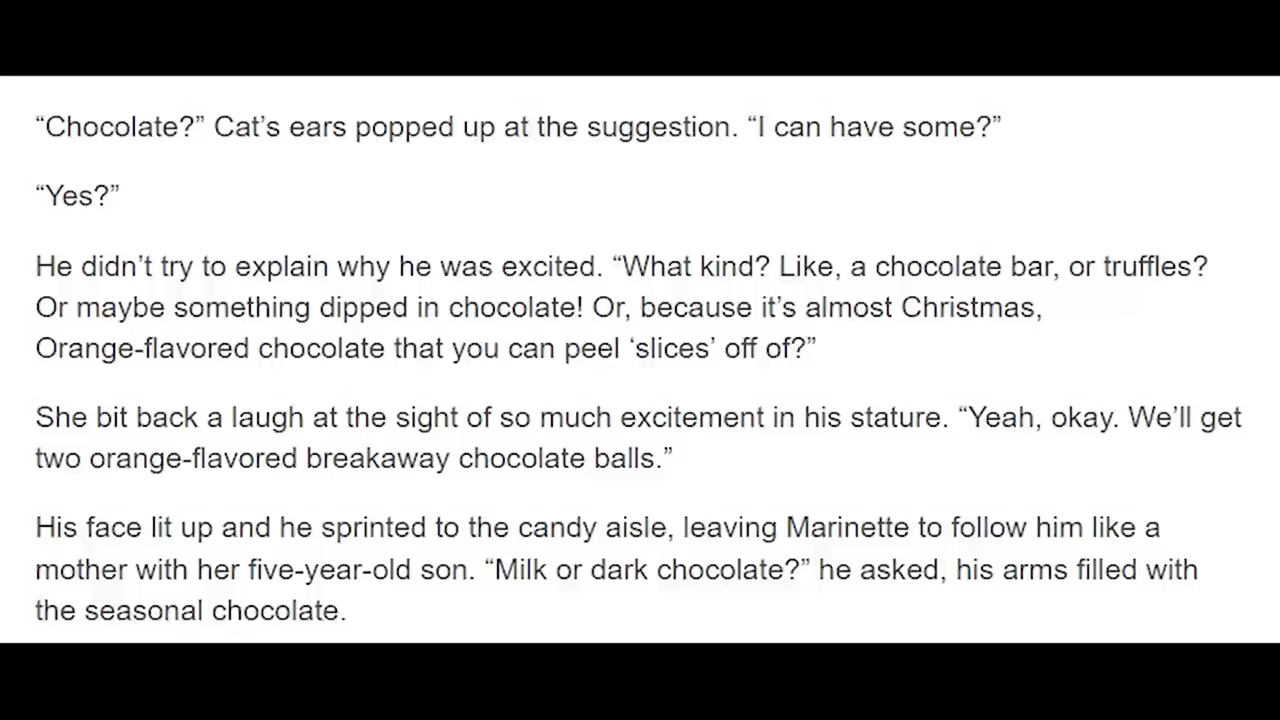 “Chocolate?” Cat’s ears popped up at the suggestion. “I can have some?”
“Yes?”
He didn’t try to explain why he was excited. “What kind? Like, a chocolate bar, or truffles?
Or maybe something dipped in chocolate! Or, because it’s almost Christmas,
Orange-flavored chocolate that you can peel ‘slices’ off of?”
She bit back a laugh at the sight of so much excitement in his stature. “Yeah, okay. We’ll get
two orange-flavored breakaway chocolate balls.”
His face lit up and he sprinted to the candy aisle, leaving Marinette to follow him like a
mother with her five-year-old son. “Milk or dark chocolate?” he asked, his arms filled with
the seasonal chocolate.